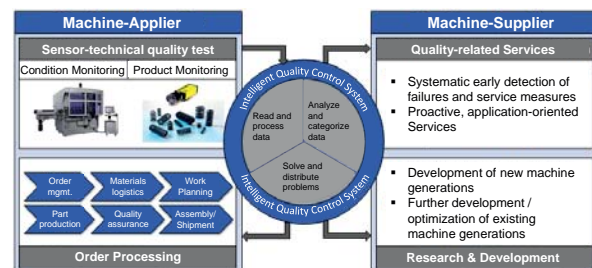 Machine-Applier
Sensor-technical quality test
Condition Monitoring
Product Monitoring
Order
mgmt.
Materials
logistics
Work
Planning
Part
production
Quality
assurance
Assembly/
Shipment
Order Processing
Intelligent Quality Control System
Read and
process
data
Analyze
and
categorize
data
Solve and
distribute
problems
Intelligent Quality Control System
Machine-Supplier
Quality-related Services
▪ Systematic early detection of
failures and service measures
▪ Proactive, application-oriented
Services
▪ Development of new machine
generations
▪ Further development /
optimization of existing
machine generations
Research & Development